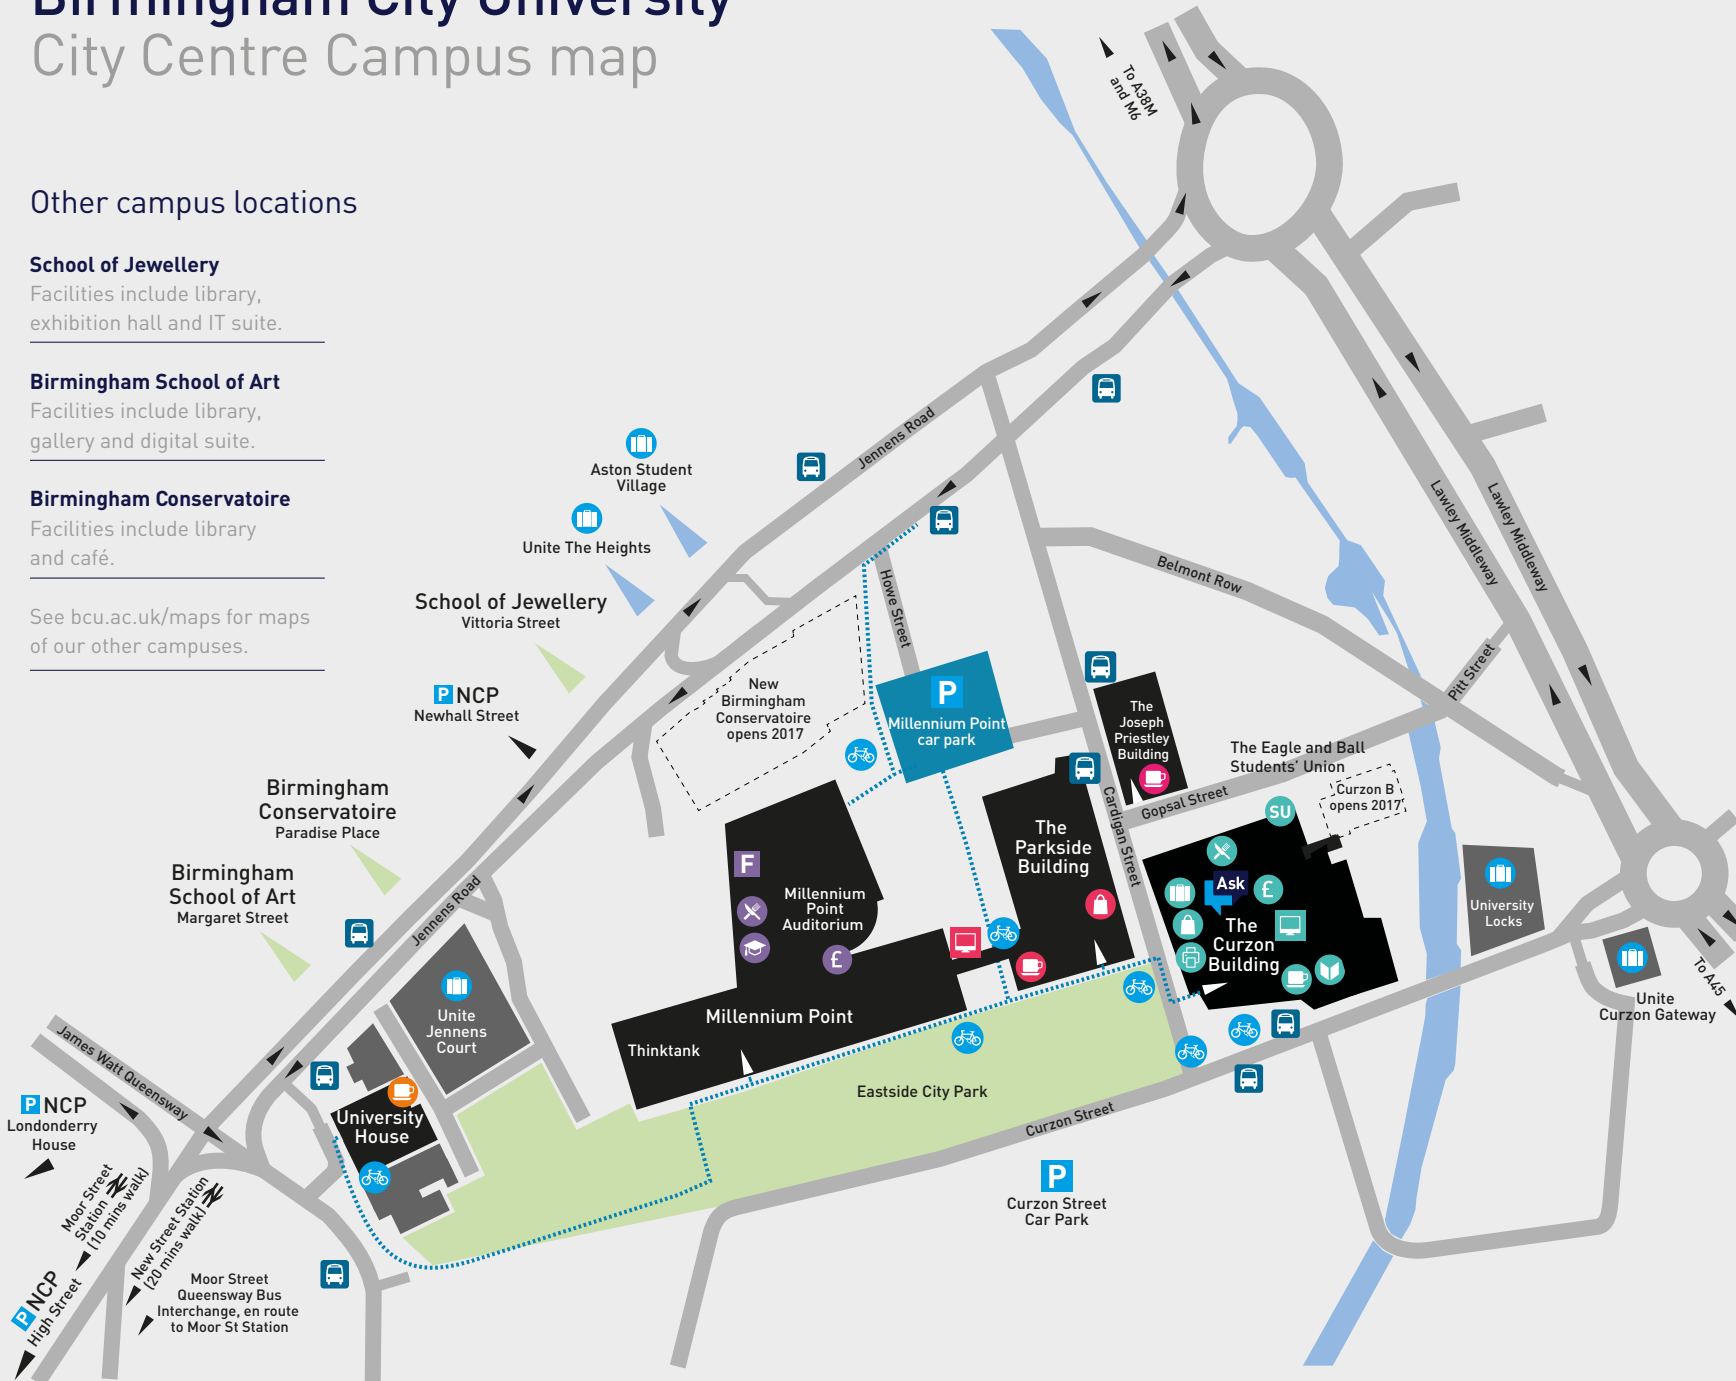 Birmingham City University
City Centre Campus map
Other campus locations
School of Jewellery
Facilities include library,
exhibition hall and IT suite.
Birmingham School of Art
Facilities include library,
gallery and digital suite.
Birmingham Conservatoire
Facilities include library
and café.
See bcu.ac.uk/maps for maps
of our other campuses.
To A38M
and M6
Jennens Road
Aston Student
Village
Unite The Heights
School of Jewellery
Vittoria Street
P NCP
Newhall Street
Birmingham
Conservatoire
Paradise Place
Birmingham
School of Art
Margaret Street
Jennens Road
Howe Street
Belmont Row
Lawley Middleway
Lawley Middleway
Pitt Street
New
Birmingham
Conservatoire
opens 2017
P
Millennium Point
car park
The
Joseph
Priestley
Building
The Eagle and Ball
Students' Union
Curzon B
opens 2017
Gopsal Street
Cardigan Street
SU
The
Parkside
Building
F
Millennium
Point
Auditorium
£
Ask
£
The
Curzon
Building
University
Locks
Unite
Curzon Gateway
To A45
Millennium Point
Thinktank
Unite
Jennens
Court
University
House
Eastside City Park
Curzon Street
P
Curzon Street
Car Park
James Watt Queensway
P NCP
Londonderry
House
Moor Street
Station
(10 mins walk)
New Street Station
(20 mins walk)
P NCP
High Street
Moor Street
Queensway Bus
Interchange, en route
to Moor St Station